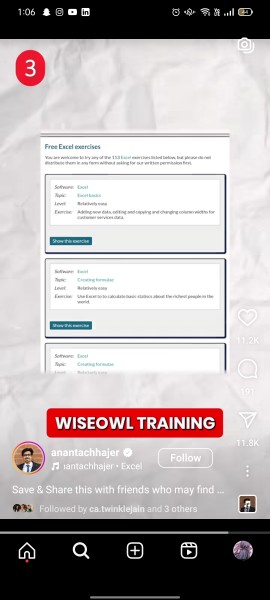 1:06
3
Free Excel exercises
You are welcome to try any of the 113 Excel exercises listed below, but please do not
distribute them in any form without asking for our written permission first.
Software: Excel
Topic: Excel basics
Level: Relatively easy
Exercise: Adding new data, editing and copying and changing column widths for
customer services data.
Show this exercise
Software: Excel
Topic: Creating formulae
Level: Relatively easy
Exercise: Use Excel to to calculate basic statistics about the richest people in the
world.
Show this exercise
Software: Excel
Topic: Creating formulae
11.2K
191
11.8K
WISEOWL TRAINING
anantachhajer
Follow
iantachhajer • Excel
Save & Share this with friends who may find ...
Followed by ca.twinklejain and 3 others